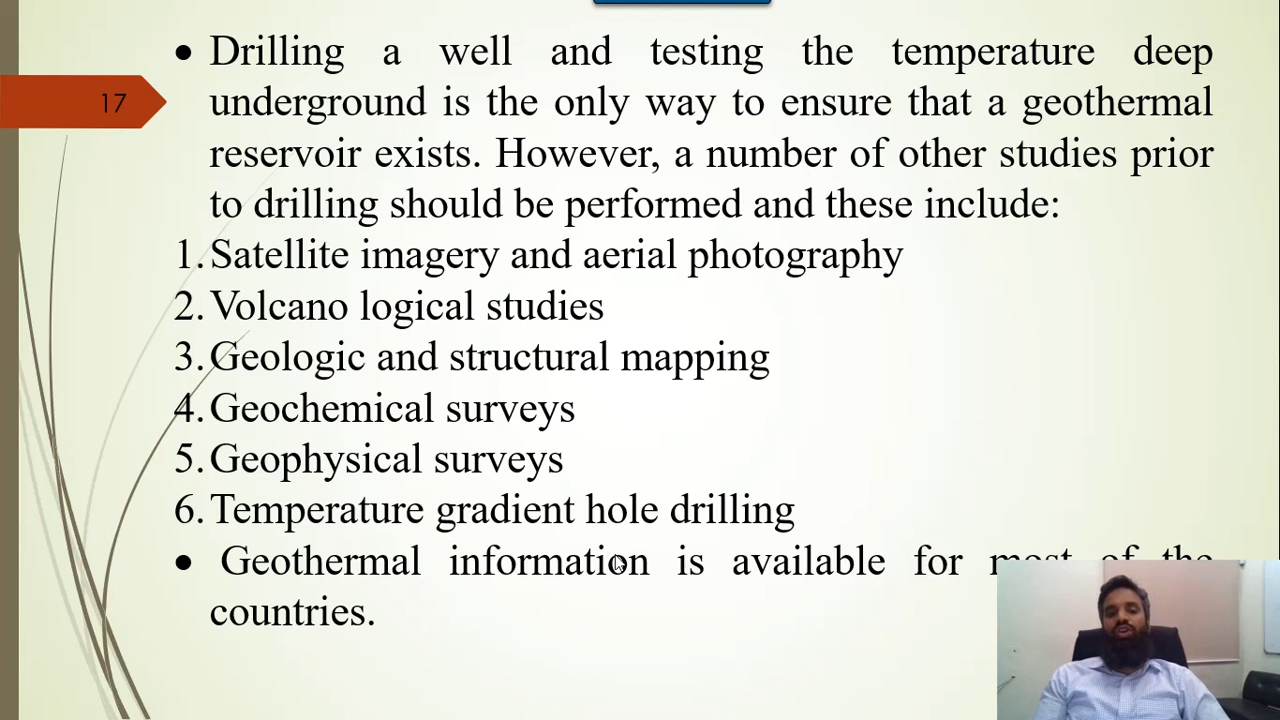 17
• Drilling a well and testing the temperature deep
underground is the only way to ensure that a geothermal
reservoir exists. However, a number of other studies prior
to drilling should be performed and these include:
1. Satellite imagery and aerial photography
2. Volcano logical studies
3. Geologic and structural mapping
4. Geochemical surveys
5. Geophysical surveys
6. Temperature gradient hole drilling
• Geothermal information is available for most of the
countries.